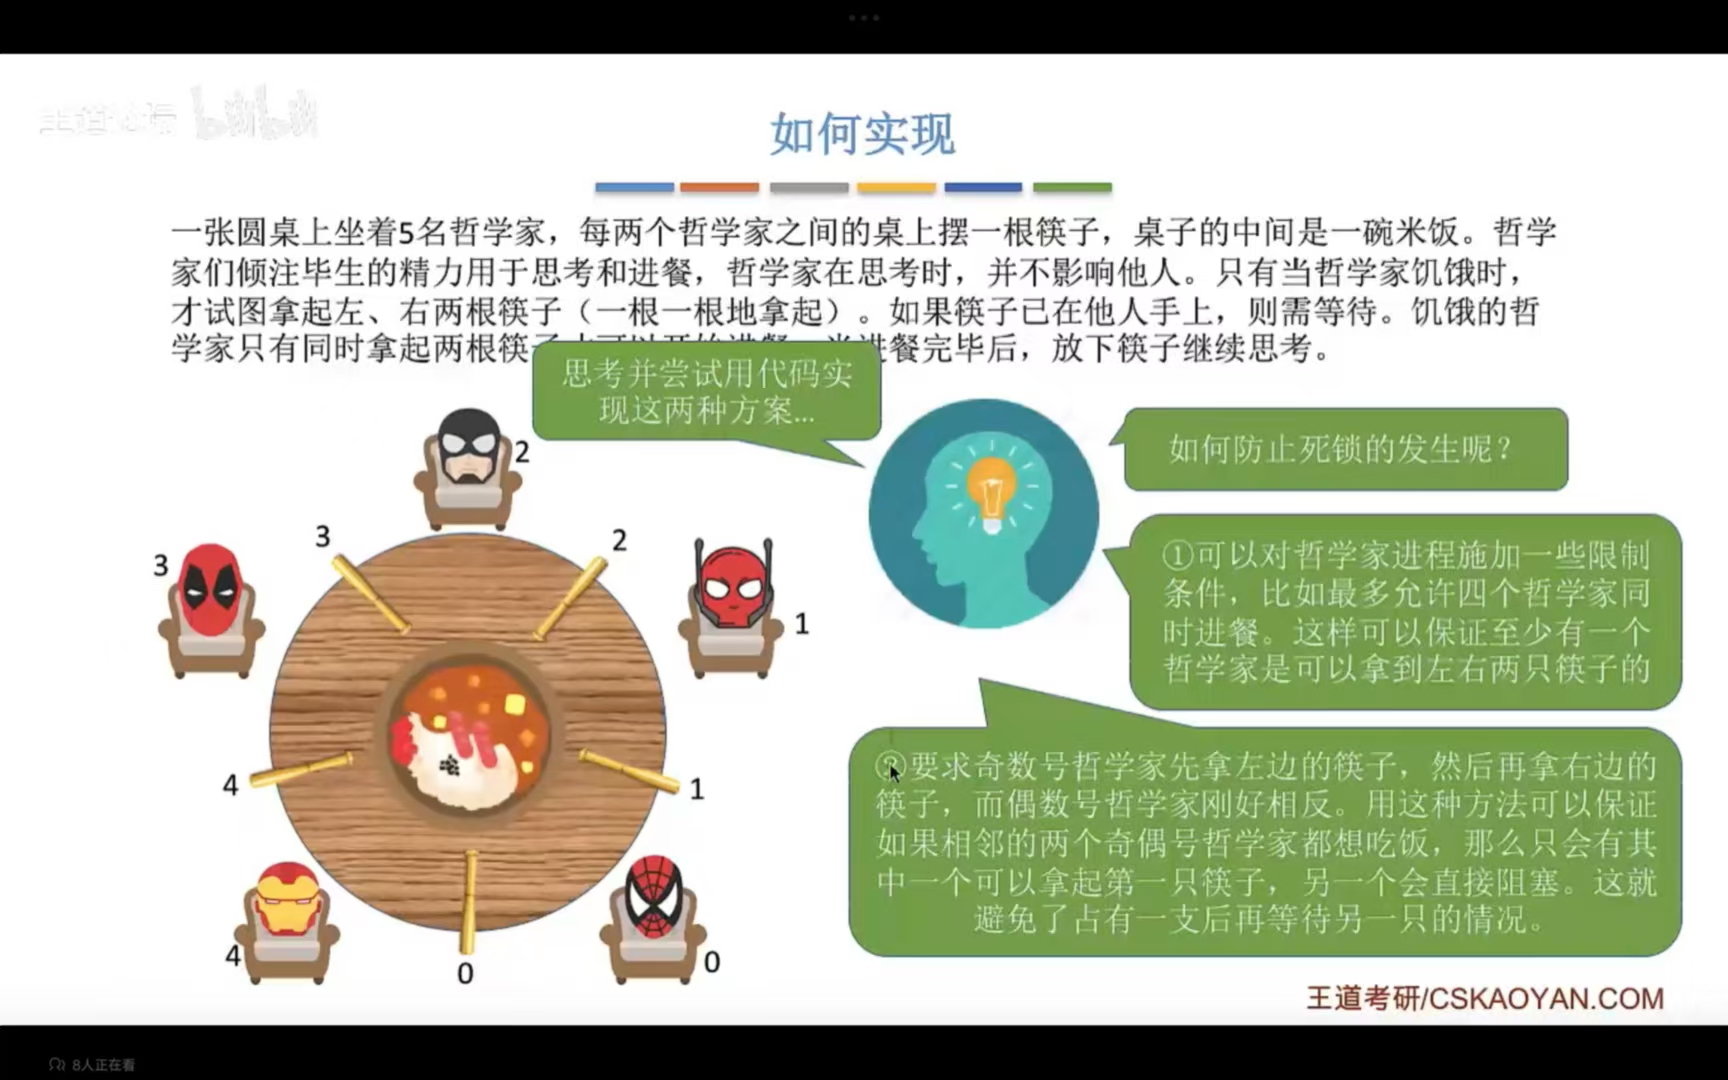 如何实现
一张圆桌上坐着5名哲学家，每两个哲学家之间的桌上摆一根筷子，桌子的中间是一碗米饭。哲学
家们倾注毕生的精力用于思考和进餐，哲学家在思考时，并不影响他人。只有当哲学家饥饿时，
才试图拿起左、右两根筷子（一根一根地拿起）。如果筷子已在他人手上，则需等待。饥饿的哲
学家只有同时拿起两根筷
进餐完毕后，放下筷子继续思考。
思考并尝试用代码实
现这两种方案...
如何防止死锁的发生呢？
①可以对哲学家进程施加一些限制
条件，比如最多允许四个哲学家同
时进餐。这样可以保证至少有一个
哲学家是可以拿到左右两只筷子的
②要求奇数号哲学家先拿左边的筷子，然后再拿右边的
筷子，而偶数号哲学家刚好相反。用这种方法可以保证
如果相邻的两个奇偶号哲学家都想吃饭，那么只会有其
中一个可以拿起第一只筷子，另一个会直接阻塞。这就
避免了占有一支后再等待另一只的情况。
2
3
2
3
1
4
1
4
0
0
王道考研/CSKAOYAN.COM
8人正在看